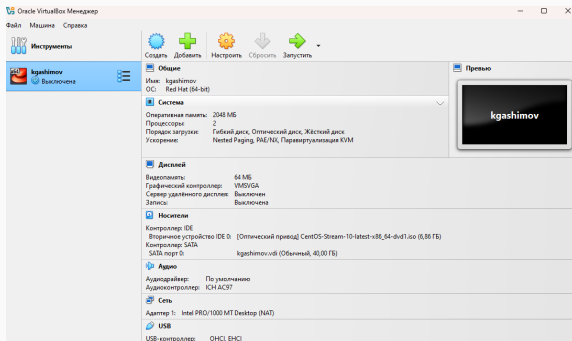 Oracle VirtualBox Менеджер
Файл Машина Справка
Инструменты
Создать Добавить Настроить Сбросить Запустить
kgashimov
Выключена
Общие
Имя: kgashimov
ОС: Red Hat (64-bit)
Система
Оперативная память: 2048 МБ
Процессоры: 2
Порядок загрузки: Гибкий диск, Оптический диск, Жёсткий диск
Ускорение: Nested Paging, PAE/NX, Паравиртуализация KVM
Превью
kgashimov
Дисплей
Видеопамять: 64 МБ
Графический контроллер: VMSVGA
Сервер удалённого дисплея: Выключен
Запись: Выключена
Носители
Контроллер: IDE
Вторичное устройство IDE 0: [Оптический привод] CentOS-Stream-10-latest-x86_64-dvd1.iso (6,86 ГБ)
Контроллер: SATA
SATA порт 0: kgashimov.vdi (Обычный, 40,00 ГБ)
Аудио
Аудиодрайвер: По умолчанию
Аудиоконтроллер: ICH AC97
Сеть
Адаптер 1: Intel PRO/1000 MT Desktop (NAT)
USB
USB-контроллер: OHCI, EHCI